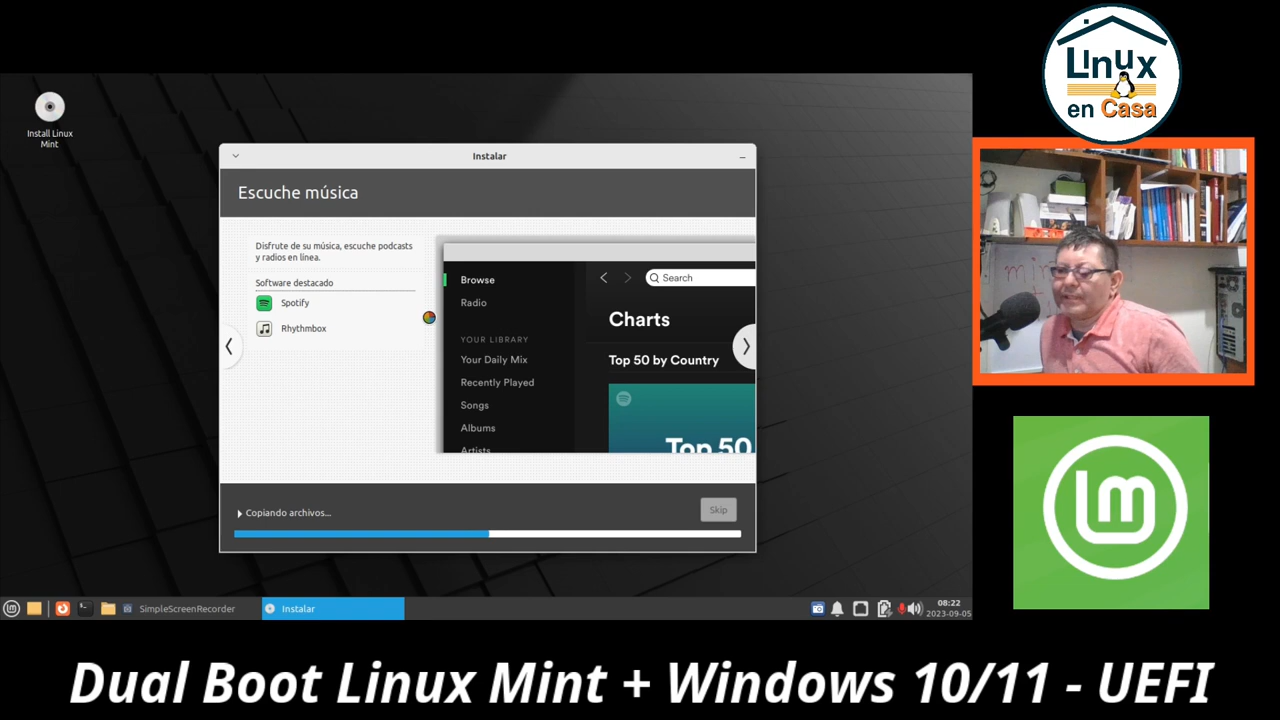 Linux
en Casa
Install Linux
Mint
Instalar
Escuche música
Disfrute de su música, escuche podcasts
y radios en línea.
Software destacado
Spotify
Rhythmbox
Browse
Radio
YOUR LIBRARY
Your Daily Mix
Recently Played
Songs
Albums
Artists
Search
Charts
Top 50 by Country
Top 50
Copiando archivos...
Skip
SimpleScreenRecorder
Instalar
08:22
2023-09-05
Dual Boot Linux Mint + Windows 10/11 - UEFI